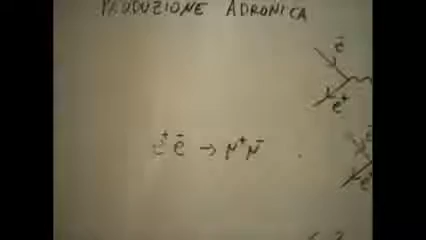 PRODUZIONE ADRONICA
e⁻
e⁺
e⁺ e⁻ → μ⁺ μ⁻
e⁻
e⁺